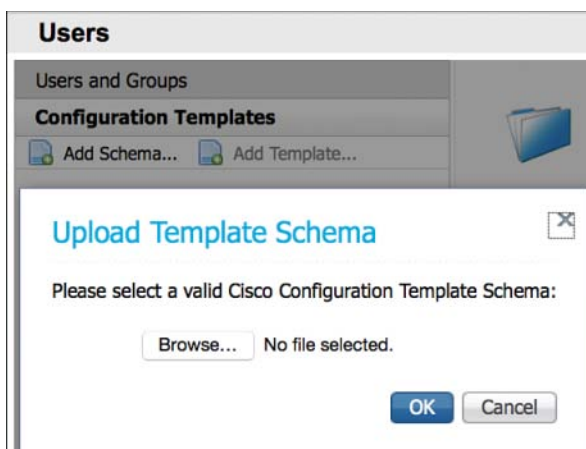 Users
Users and Groups
Configuration Templates
Add Schema... Add Template...
Upload Template Schema
Please select a valid Cisco Configuration Template Schema:
Browse... No file selected.
OK Cancel